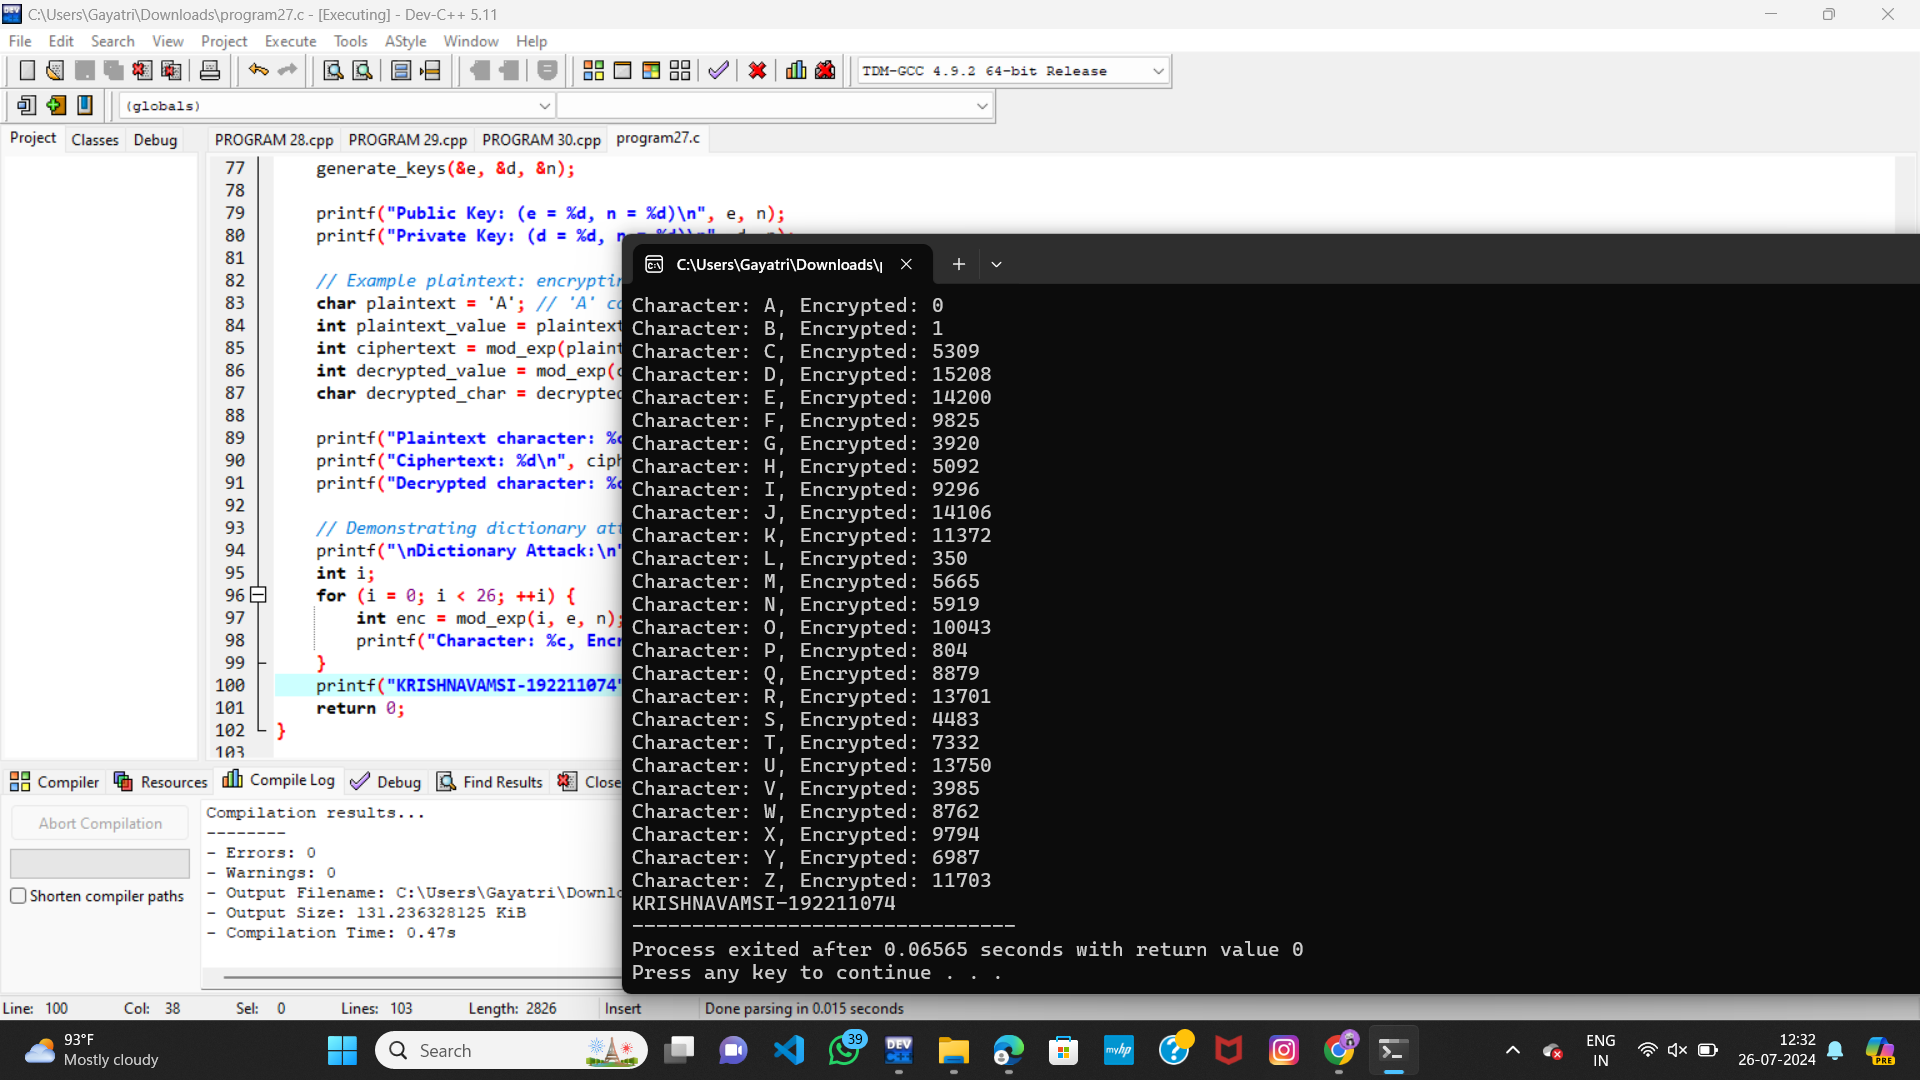 C:\Users\Gayatri\Downloads\program27.c - [Executing] - Dev-C++ 5.11
File Edit Search View Project Execute Tools AStyle Window Help
TDM-GCC 4.9.2 64-bit Release
(globals)
Project Classes Debug
PROGRAM 28.cpp PROGRAM 29.cpp PROGRAM 30.cpp program27.c
77 generate_keys(&e, &d, &n);
78
79 printf("Public Key: (e = %d, n = %d)\n", e, n);
80 printf("Private Key: (d = %d,
81
82 // Example plaintext:
83 char plaintext = 'A'; // 'A'
84 int plaintext_value =
85 int ciphertext = mod_exp(
86 int decrypted_value = mod_exp(
87 char decrypted_char =
88
89 printf("Plaintext character:
90 printf("Ciphertext: %d\n",
91 printf("Decrypted character:
92
93 // Demonstrating dictionary
94 printf("\nDictionary Attack:\n"
95 int i;
96 for (i = 0; i < 26; ++i) {
97 int enc = mod_exp(i, e, n);
98 printf("Character: %c,
99 }
100 printf("KRISHNAVAMSI-192211074"
101 return 0;
102 }
103
C:\Users\Gayatri\Downloads\
Character: A, Encrypted: 0
Character: B, Encrypted: 1
Character: C, Encrypted: 5309
Character: D, Encrypted: 15208
Character: E, Encrypted: 14200
Character: F, Encrypted: 9825
Character: G, Encrypted: 3920
Character: H, Encrypted: 5092
Character: I, Encrypted: 9296
Character: J, Encrypted: 14106
Character: K, Encrypted: 11372
Character: L, Encrypted: 350
Character: M, Encrypted: 5665
Character: N, Encrypted: 5919
Character: O, Encrypted: 10043
Character: P, Encrypted: 804
Character: Q, Encrypted: 8879
Character: R, Encrypted: 13701
Character: S, Encrypted: 4483
Character: T, Encrypted: 7332
Character: U, Encrypted: 13750
Character: V, Encrypted: 3985
Character: W, Encrypted: 8762
Character: X, Encrypted: 9794
Character: Y, Encrypted: 6987
Character: Z, Encrypted: 11703
KRISHNAVAMSI-192211074
--------------------------------
Process exited after 0.06565 seconds with return value 0
Press any key to continue . . .
Compiler Resources Compile Log Debug Find Results Close
Abort Compilation
Shorten compiler paths
Compilation results...
--------
- Errors: 0
- Warnings: 0
- Output Filename: C:\Users\Gayatri\
- Output Size: 131.236328125 KiB
- Compilation Time: 0.47s
Line: 100 Col: 38 Sel: 0 Lines: 103 Length: 2826 Insert Done parsing in 0.015 seconds
93°F
Mostly cloudy
Search
DEV
C++
39
myhp
ENG
IN
12:32
26-07-2024
PRE